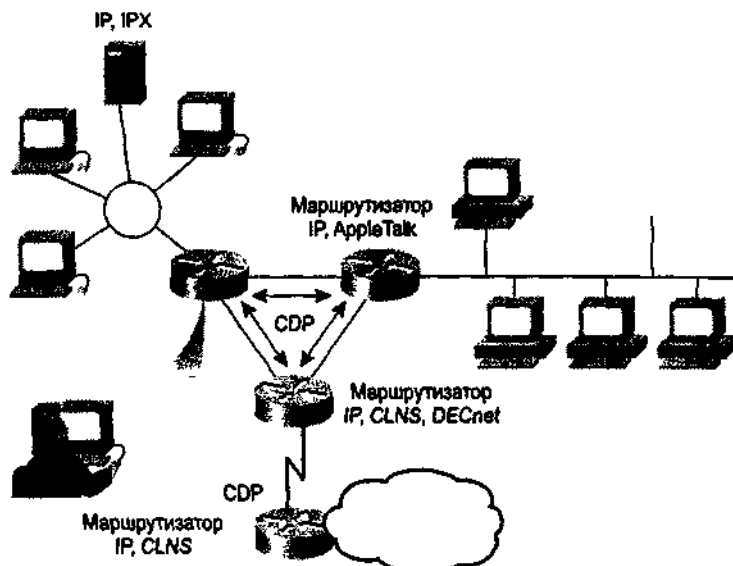 IP, IPX
Маршрутизатор
IP, AppleTalk
CDP
Маршрутизатор
IP, CLNS, DECnet
CDP
Маршрутизатор
IP, CLNS